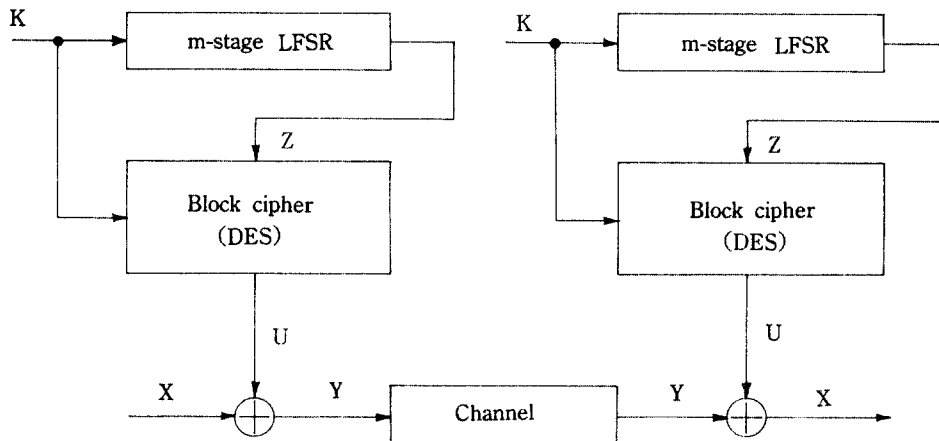 K
m-stage LFSR
Z
Block cipher
(DES)
U
X
Y
Channel
K
m-stage LFSR
Z
Block cipher
(DES)
U
Y
X